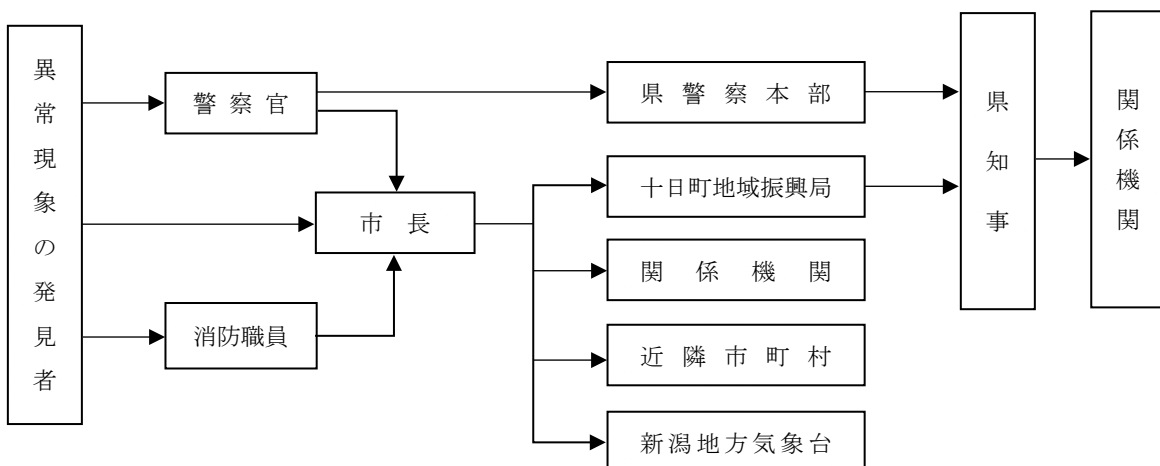 異常現象の発見者
警察官
市長
消防職員
県警察本部
十日町地域振興局
関係機関
近隣市町村
新潟地方気象台
県知事
関係機関